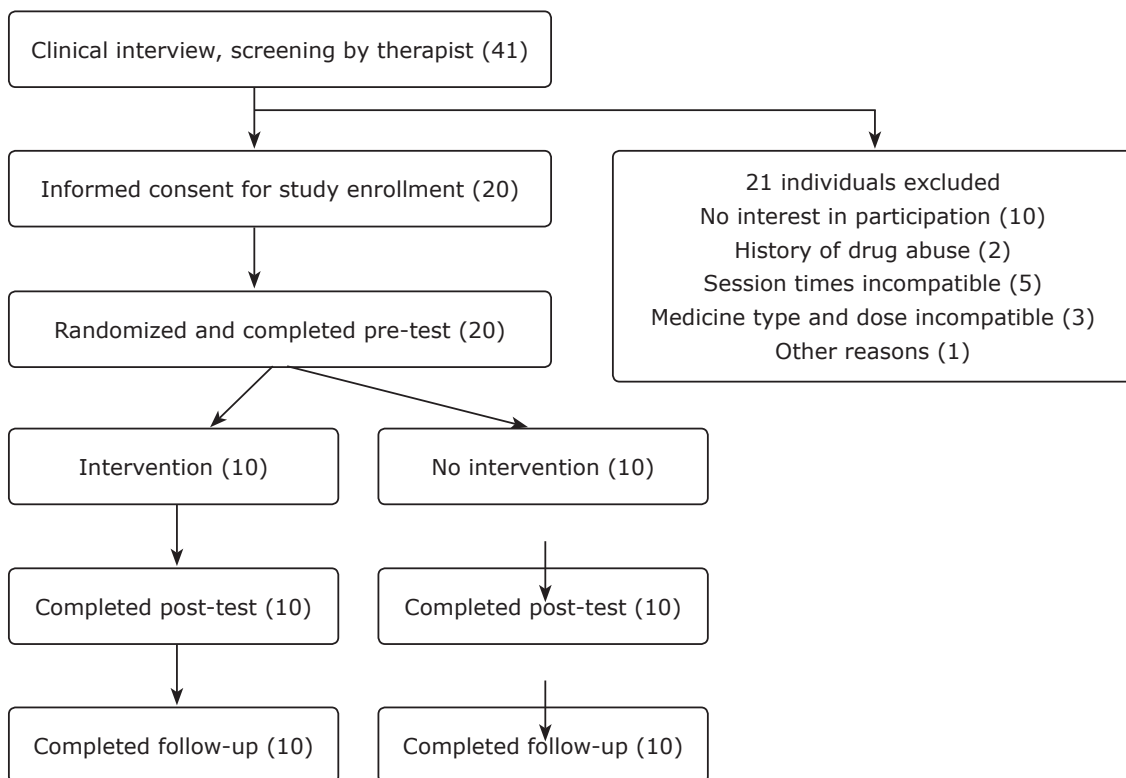 Clinical interview, screening by therapist (41)
Informed consent for study enrollment (20)
21 individuals excluded
No interest in participation (10)
History of drug abuse (2)
Session times incompatible (5)
Medicine type and dose incompatible (3)
Other reasons (1)
Randomized and completed pre-test (20)
Intervention (10)
No intervention (10)
Completed post-test (10)
Completed post-test (10)
Completed follow-up (10)
Completed follow-up (10)